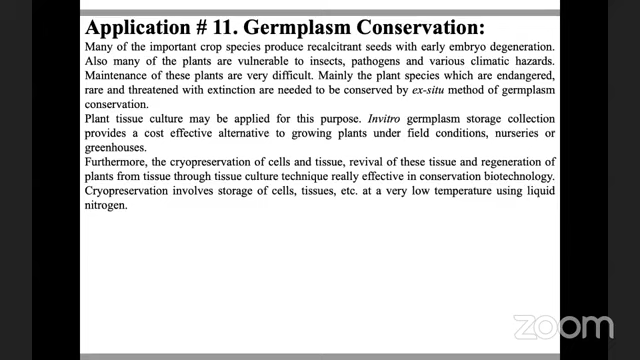 Application # 11. Germplasm Conservation:
Many of the important crop species produce recalcitrant seeds with early embryo degeneration.
Also many of the plants are vulnerable to insects, pathogens and various climatic hazards.
Maintenance of these plants are very difficult. Mainly the plant species which are endangered,
rare and threatened with extinction are needed to be conserved by ex-situ method of germplasm
conservation.
Plant tissue culture may be applied for this purpose. Invitro germplasm storage collection
provides a cost effective alternative to growing plants under field conditions, nurseries or
greenhouses.
Furthermore, the cryopreservation of cells and tissue, revival of these tissue and regeneration of
plants from tissue through tissue culture technique really effective in conservation biotechnology.
Cryopreservation involves storage of cells, tissues, etc. at a very low temperature using liquid
nitrogen.
zoom